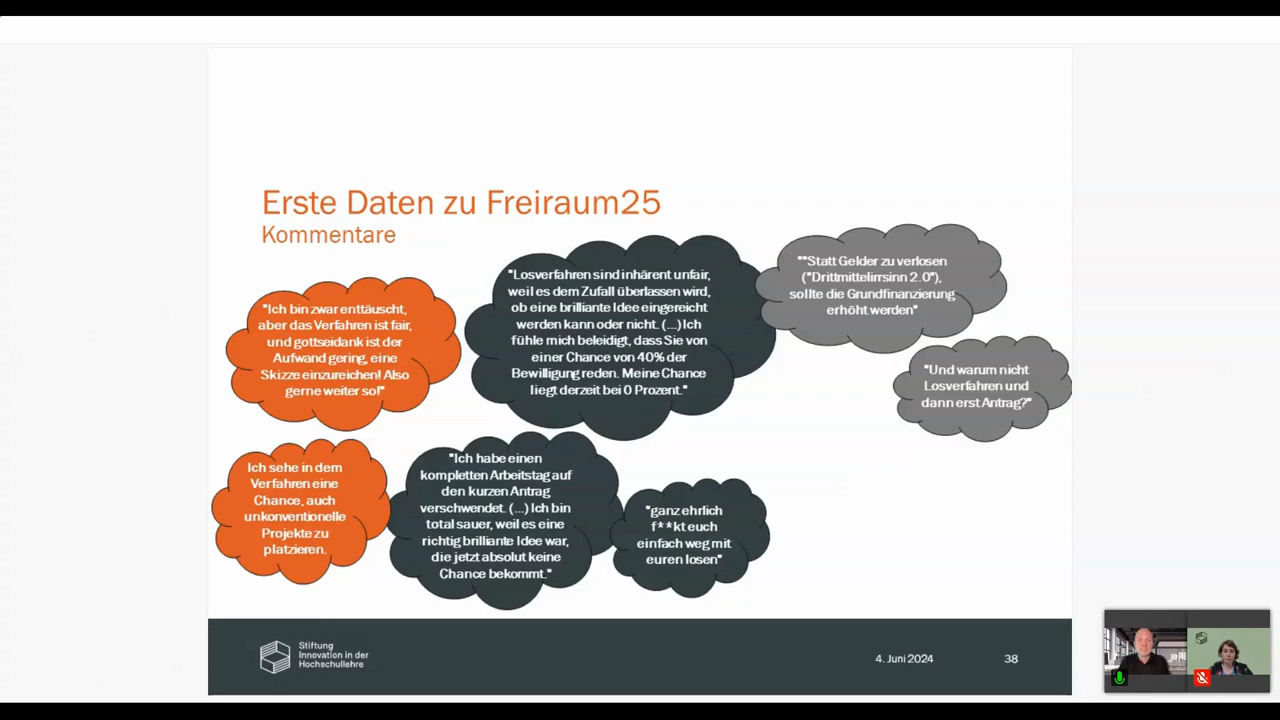 Erste Daten zu Freiraum25
Kommentare
"Ich bin zwar enttäuscht,
aber das Verfahren ist fair,
und gottseidank ist der
Aufwand gering, eine
Skizze einzureichen! Also
gerne weiter so!"
"Losverfahren sind inhärent unfair,
weil es dem Zufall überlassen wird,
ob eine brilliante Idee eingereicht
werden kann oder nicht. (...) Ich
fühle mich beleidigt, dass Sie von
einer Chance von 40% der
Bewilligung reden. Meine Chance
liegt derzeit bei 0 Prozent."
""Statt Gelder zu verlosen
("Drittmittelirrsinn 2.0"),
sollte die Grundfinanzierung
erhöht werden"
"Und warum nicht
Losverfahren und
dann erst Antrag?"
Ich sehe in dem
Verfahren eine
Chance, auch
unkonventionelle
Projekte zu
platzieren.
"Ich habe einen
kompletten Arbeitstag auf
den kurzen Antrag
verschwendet. (...) Ich bin
total sauer, weil es eine
richtig brilliante Idee war,
die jetzt absolut keine
Chance bekommt."
"ganz ehrlich
f**kt euch
einfach weg mit
euren losen"
Stiftung
Innovation in der
Hochschullehre
4. Juni 2024
38